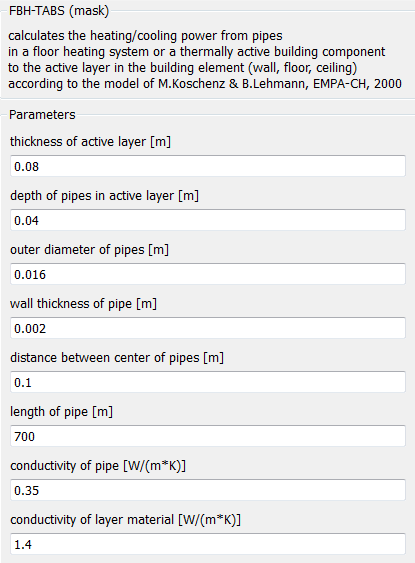 FBH-TABS (mask)
calculates the heating/cooling power from pipes
in a floor heating system or a thermally active building component
to the active layer in the building element (wall, floor, ceiling)
according to the model of M.Koschenz & B.Lehmann, EMPA-CH, 2000
Parameters
thickness of active layer [m]
0.08
depth of pipes in active layer [m]
0.04
outer diameter of pipes [m]
0.016
wall thickness of pipe [m]
0.002
distance between center of pipes [m]
0.1
length of pipe [m]
700
conductivity of pipe [W/(m*K)]
0.35
conductivity of layer material [W/(m*K)]
1.4